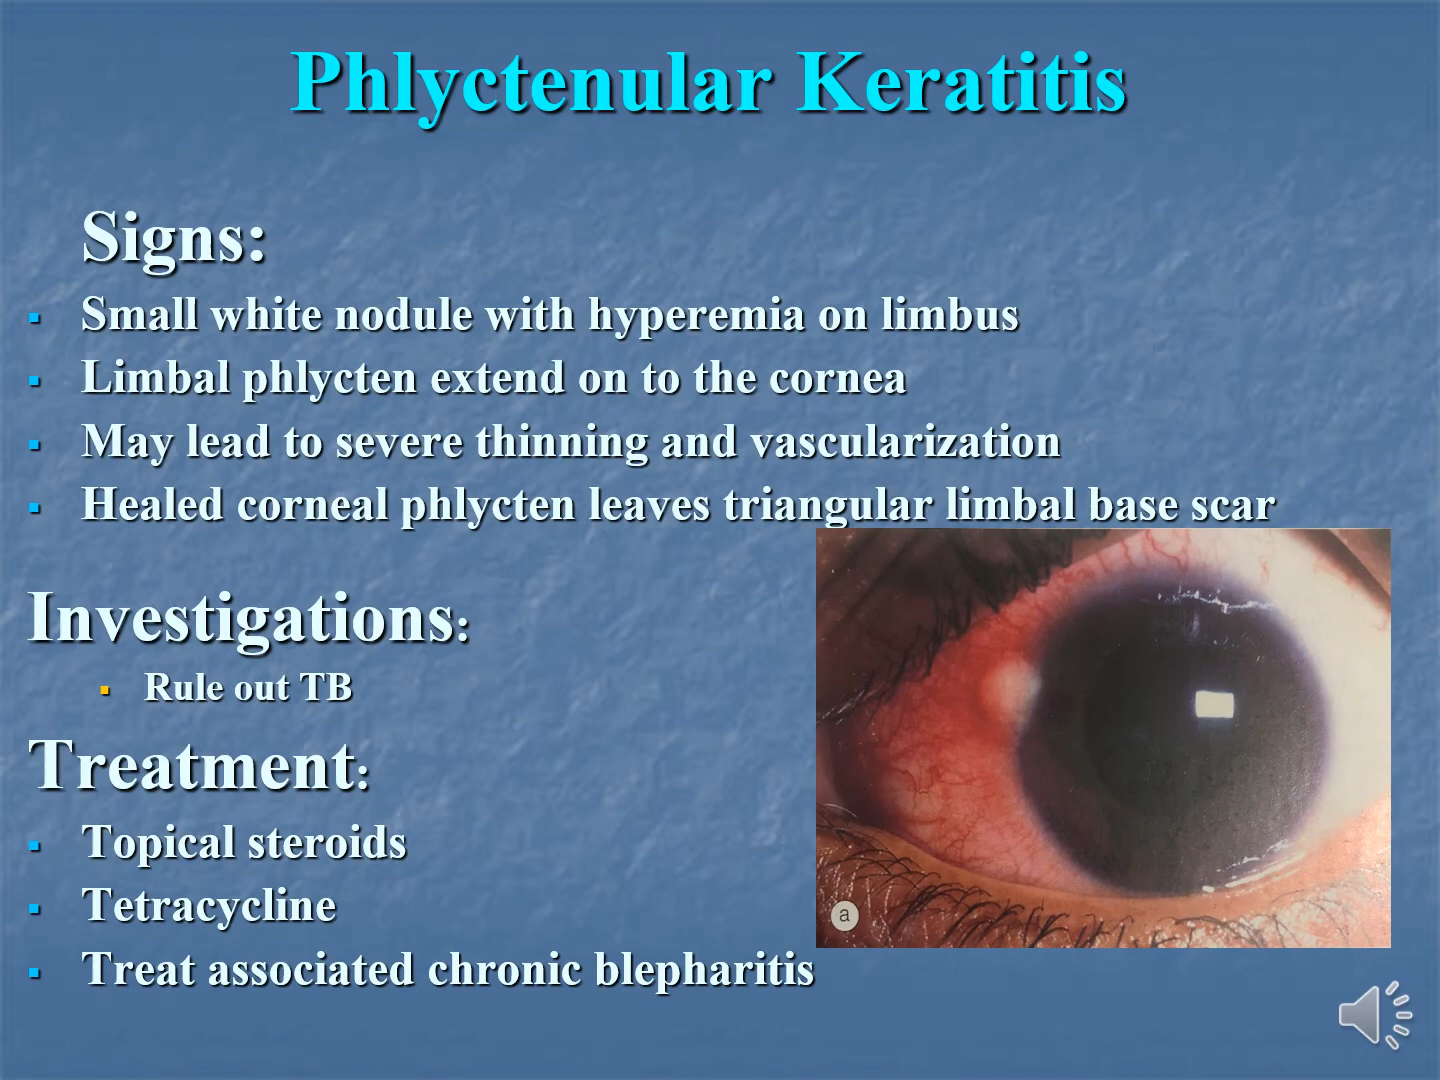 Phlyctenular Keratitis
Signs:
Small white nodule with hyperemia on limbus
Limbal phlycten extend on to the cornea
May lead to severe thinning and vascularization
Healed corneal phlycten leaves triangular limbal base scar
Investigations:
Rule out TB
Treatment:
Topical steroids
Tetracycline
Treat associated chronic blepharitis
a